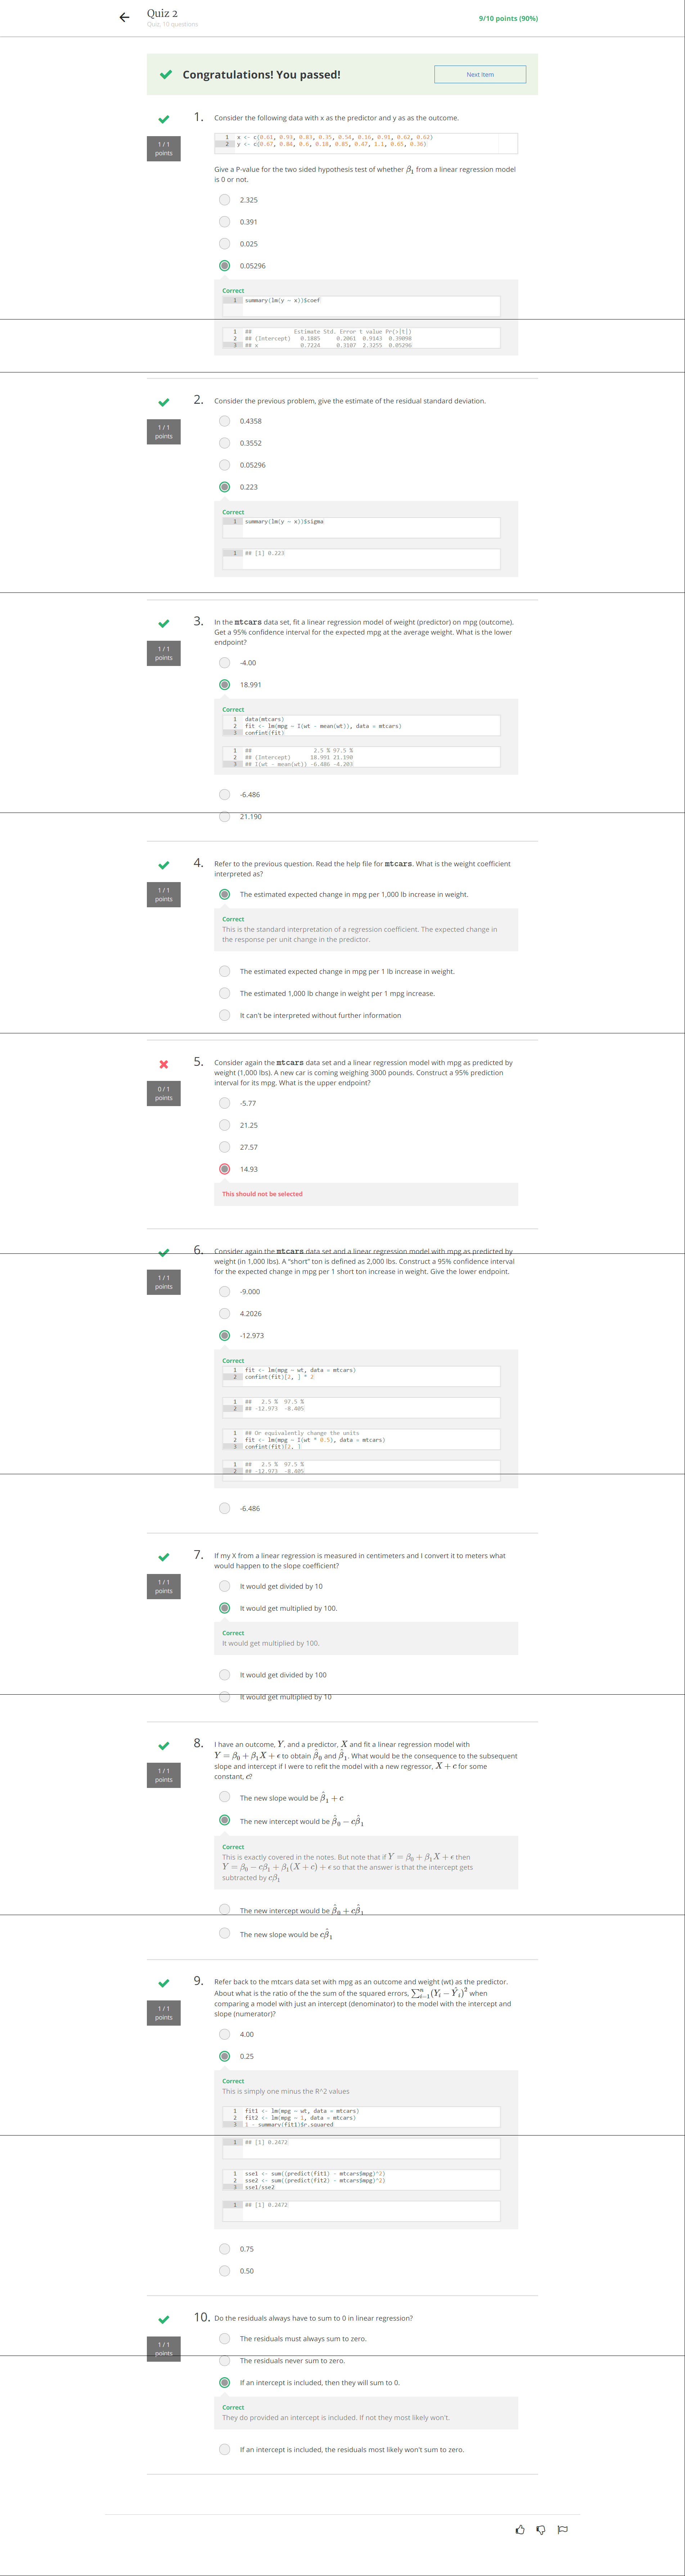 Quiz 2
Quiz, 10 questions
9/10 points (90%)
Congratulations! You passed!
Next Item
1.
1 / 1
points
Consider the following data with x as the predictor and y as as the outcome.
1 x <- c(0.61, 0.93, 0.83, 0.35, 0.54, 0.16, 0.91, 0.62, 0.62)
2 y <- c(0.67, 0.84, 0.6, 0.18, 0.85, 0.47, 1.1, 0.65, 0.36)
Give a P-value for the two sided hypothesis test of whether β₁ from a linear regression model
is 0 or not.
2.325
0.391
0.025
0.05296
Correct
1 summary(lm(y ~ x))$coef
1 ## Estimate Std. Error t value Pr(>|t|)
2 ## (Intercept) 0.1885 0.2061 0.9143 0.39098
3 ## x 0.7224 0.3107 2.3255 0.05296
2.
1 / 1
points
Consider the previous problem, give the estimate of the residual standard deviation.
0.4358
0.3552
0.05296
0.223
Correct
1 summary(lm(y ~ x))$sigma
1 ## [1] 0.223
3.
1 / 1
points
In the mtcars data set, fit a linear regression model of weight (predictor) on mpg (outcome).
Get a 95% confidence interval for the expected mpg at the average weight. What is the lower
endpoint?
-4.00
18.991
Correct
1 data(mtcars)
2 fit <- lm(mpg ~ I(wt - mean(wt)), data = mtcars)
3 confint(fit)
1 ## 2.5 % 97.5 %
2 ## (Intercept) 18.991 21.190
3 ## I(wt - mean(wt)) -6.486 -4.203
-6.486
21.190
4.
1 / 1
points
Refer to the previous question. Read the help file for mtcars. What is the weight coefficient
interpreted as?
The estimated expected change in mpg per 1,000 lb increase in weight.
Correct
This is the standard interpretation of a regression coefficient. The expected change in
the response per unit change in the predictor.
The estimated expected change in mpg per 1 lb increase in weight.
The estimated 1,000 lb change in weight per 1 mpg increase.
It can't be interpreted without further information
5.
0 / 1
points
Consider again the mtcars data set and a linear regression model with mpg as predicted by
weight (1,000 lbs). A new car is coming weighing 3000 pounds. Construct a 95% prediction
interval for its mpg. What is the upper endpoint?
-5.77
21.25
27.57
14.93
This should not be selected
6.
1 / 1
points
Consider again the mtcars data set and a linear regression model with mpg as predicted by
weight (in 1,000 lbs). A “short” ton is defined as 2,000 lbs. Construct a 95% confidence interval
for the expected change in mpg per 1 short ton increase in weight. Give the lower endpoint.
-9.000
4.2026
-12.973
Correct
1 fit <- lm(mpg ~ wt, data = mtcars)
2 confint(fit)[2, ] * 2
1 ## 2.5 % 97.5 %
2 ## -12.973 -8.405
1 ## Or equivalently change the units
2 fit <- lm(mpg ~ I(wt * 0.5), data = mtcars)
3 confint(fit)[2, ]
1 ## 2.5 % 97.5 %
2 ## -12.973 -8.405
-6.486
7.
1 / 1
points
If my X from a linear regression is measured in centimeters and I convert it to meters what
would happen to the slope coefficient?
It would get divided by 10
It would get multiplied by 100.
Correct
It would get multiplied by 100.
It would get divided by 100
It would get multiplied by 10
8.
1 / 1
points
I have an outcome, Y, and a predictor, X and fit a linear regression model with
Y = β₀ + β₁X + ϵ to obtain β̂₀ and β̂₁. What would be the consequence to the subsequent
slope and intercept if I were to refit the model with a new regressor, X + c for some
constant, c?
The new slope would be β̂₁ + c
The new intercept would be β̂₀ − cβ̂₁
Correct
This is exactly covered in the notes. But note that if Y = β₀ + β₁X + ϵ then
Y = β₀ − cβ₁ + β₁(X + c) + ϵ so that the answer is that the intercept gets
subtracted by cβ₁
The new intercept would be β̂₀ + cβ̂₁
The new slope would be cβ̂₁
9.
1 / 1
points
Refer back to the mtcars data set with mpg as an outcome and weight (wt) as the predictor.
About what is the ratio of the the sum of the squared errors, ∑ⁿᵢ₌₁(Yᵢ − Ŷᵢ)² when
comparing a model with just an intercept (denominator) to the model with the intercept and
slope (numerator)?
4.00
0.25
Correct
This is simply one minus the R^2 values
1 fit1 <- lm(mpg ~ wt, data = mtcars)
2 fit2 <- lm(mpg ~ 1, data = mtcars)
3 1 - summary(fit1)$r.squared
1 ## [1] 0.2472
1 sse1 <- sum((predict(fit1) - mtcars$mpg)^2)
2 sse2 <- sum((predict(fit2) - mtcars$mpg)^2)
3 sse1/sse2
1 ## [1] 0.2472
0.75
0.50
10.
1 / 1
points
Do the residuals always have to sum to 0 in linear regression?
The residuals must always sum to zero.
The residuals never sum to zero.
If an intercept is included, then they will sum to 0.
Correct
They do provided an intercept is included. If not they most likely won't.
If an intercept is included, the residuals most likely won't sum to zero.